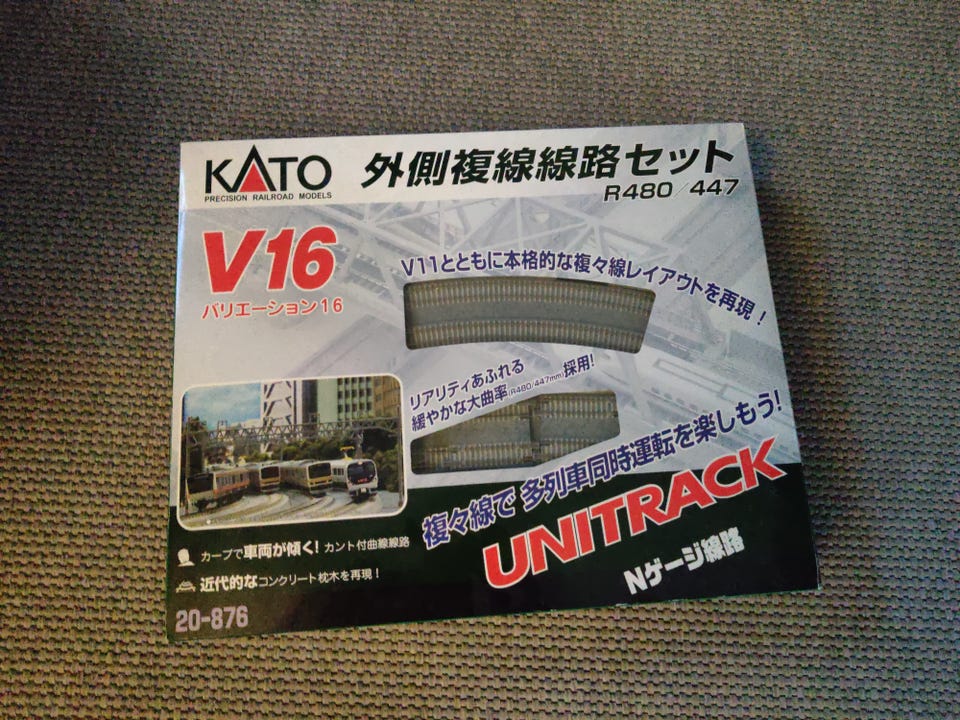 KATO
PRECISION RAILROAD MODELS
外側複線線路セット
R480/447
V16
バリエーション16
V11とともに本格的な複々線レイアウトを再現!
リアリティあふれる
緩やかな大曲率(R480/447mm)採用!
複々線で 多列車同時運転を楽しもう!
UNITRACK
Nゲージ線路
カーブで車両が傾く! カント付曲線線路
近代的なコンクリート枕木を再現!
20-876